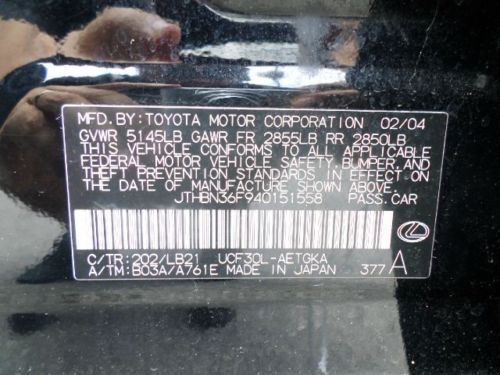 MFD. BY: TOYOTA MOTOR CORPORATION 02/04
GVWR 5145LB GAWR FR 2855LB RR 2850LB
THIS VEHICLE CONFORMS TO ALL APPLICABLE
FEDERAL MOTOR VEHICLE SAFETY, BUMPER, AND
THEFT PREVENTION STANDARDS IN EFFECT ON
THE DATE OF MANUFACTURE SHOWN ABOVE.
JTHBN36F940151558 PASS. CAR
C/TR: 202/LB21 UCF30L-AETGKA
A/TM: B03A/A761E MADE IN JAPAN 377 A